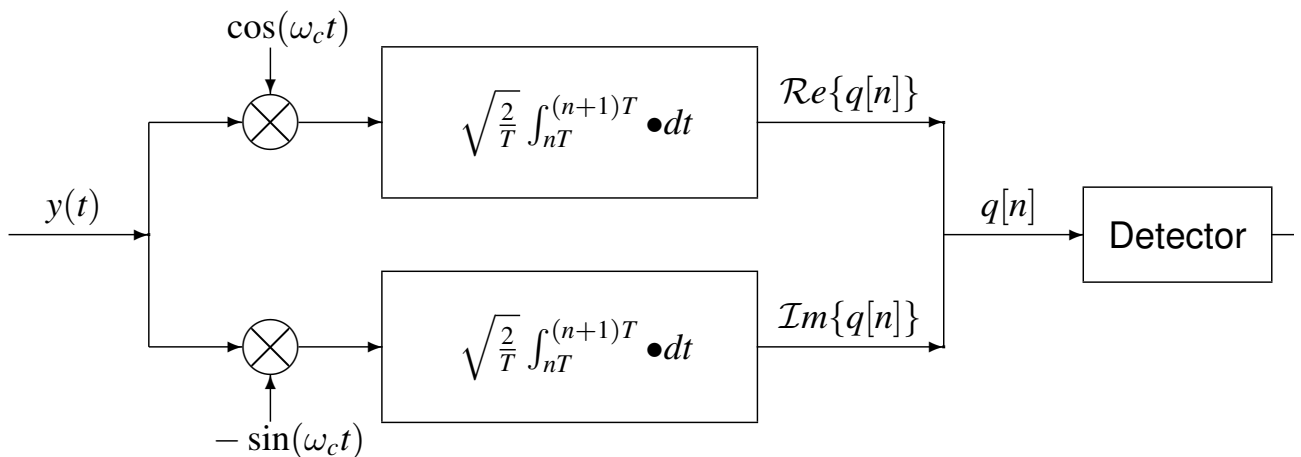 cos(ω_c t)
√(2/T) ∫_{nT}^{(n+1)T} •dt
Re{q[n]}
y(t)
q[n]
Detector
√(2/T) ∫_{nT}^{(n+1)T} •dt
Im{q[n]}
− sin(ω_c t)